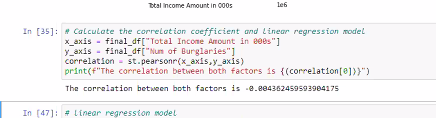 Total Income Amount in 000s 1e6
In [35]: # Calculate the correlation coefficient and linear regression model
x_axis = final_df["Total Income Amount in 000s"]
y_axis = final_df["Num of Burglaries"]
correlation = st.pearsonr(x_axis,y_axis)
print(f"The correlation between both factors is {(correlation[0])}")
The correlation between both factors is -0.004362459593904175
In [47]: # linear regression model